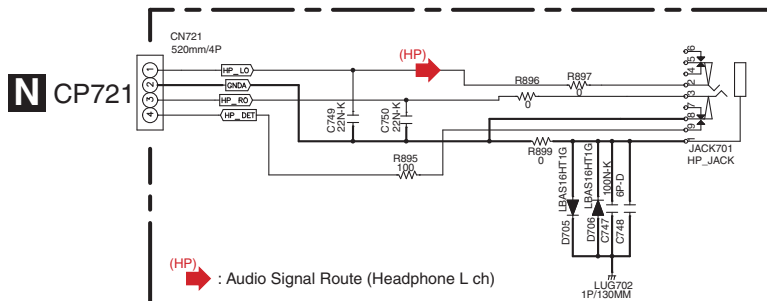 CN721
520mm/4P
N CP721
1
2
3
4
HP_LO
GNDA
HP_RO
HP_DET
(HP)
C749
22N-K
C750
22N-K
R895
100
R896
0
R897
0
R899
0
6
5
4
2
3
7
8
9
1
JACK701
HP_JACK
D705
LBAS16HT1G
D706
LBAS16HT1G
C747
100N-K
C748
6P-D
LUG702
1P/130MM
(HP)
: Audio Signal Route (Headphone L ch)